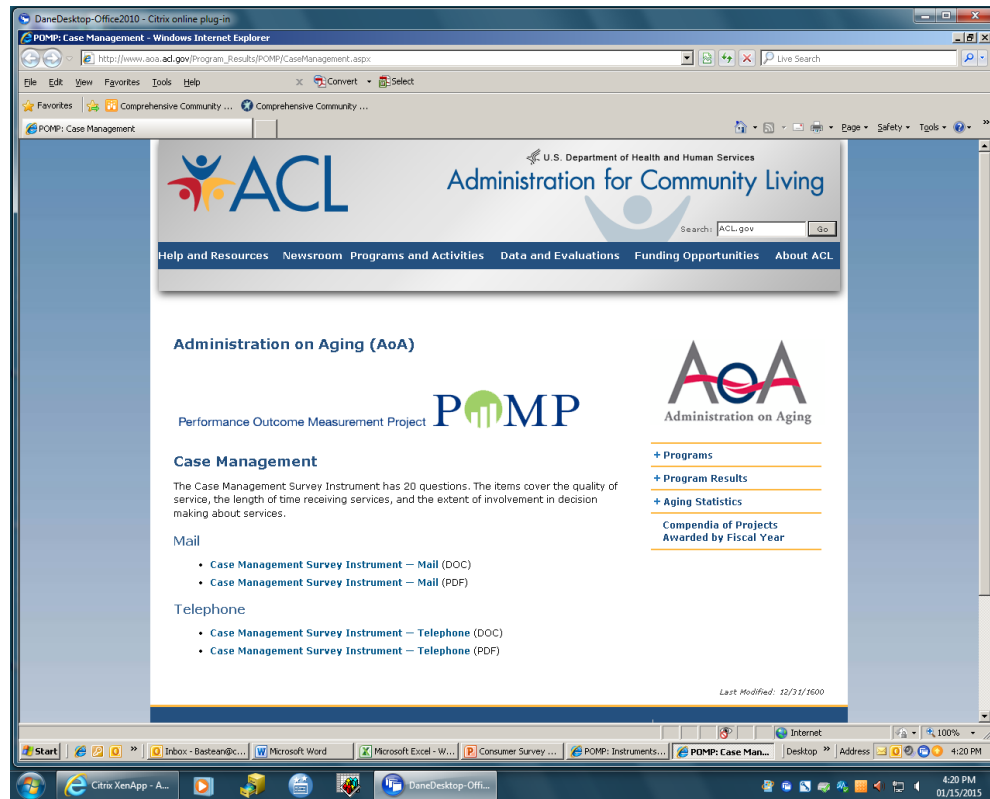 DaneDesktop-Office2010 - Citrix online plug-in
POMP: Case Management - Windows Internet Explorer
http://www.aoa.acl.gov/Program_Results/POMP/CaseManagement.aspx
Live Search
File Edit View Favorites Tools Help
Convert
Select
Favorites
Comprehensive Community ...
Comprehensive Community ...
POMP: Case Management
Page
Safety
Tools
ACL
U.S. Department of Health and Human Services
Administration for Community Living
Search: ACL.gov Go
Help and Resources Newsroom Programs and Activities Data and Evaluations Funding Opportunities About ACL
Administration on Aging (AoA)
Performance Outcome Measurement Project POMP
AoA
Administration on Aging
+ Programs
+ Program Results
+ Aging Statistics
Compendia of Projects
Awarded by Fiscal Year
Case Management
The Case Management Survey Instrument has 20 questions. The items cover the quality of
service, the length of time receiving services, and the extent of involvement in decision
making about services.
Mail
• Case Management Survey Instrument — Mail (DOC)
• Case Management Survey Instrument — Mail (PDF)
Telephone
• Case Management Survey Instrument — Telephone (DOC)
• Case Management Survey Instrument — Telephone (PDF)
Last Modified: 12/31/1600
Internet
100%
Start
Inbox - Bastean@c...
Microsoft Word
Microsoft Excel - W...
Consumer Survey ...
POMP: Instruments...
POMP: Case Man...
Desktop
Address
4:20 PM
Citrix XenApp - A...
DaneDesktop-Offi...
4:20 PM
01/15/2015